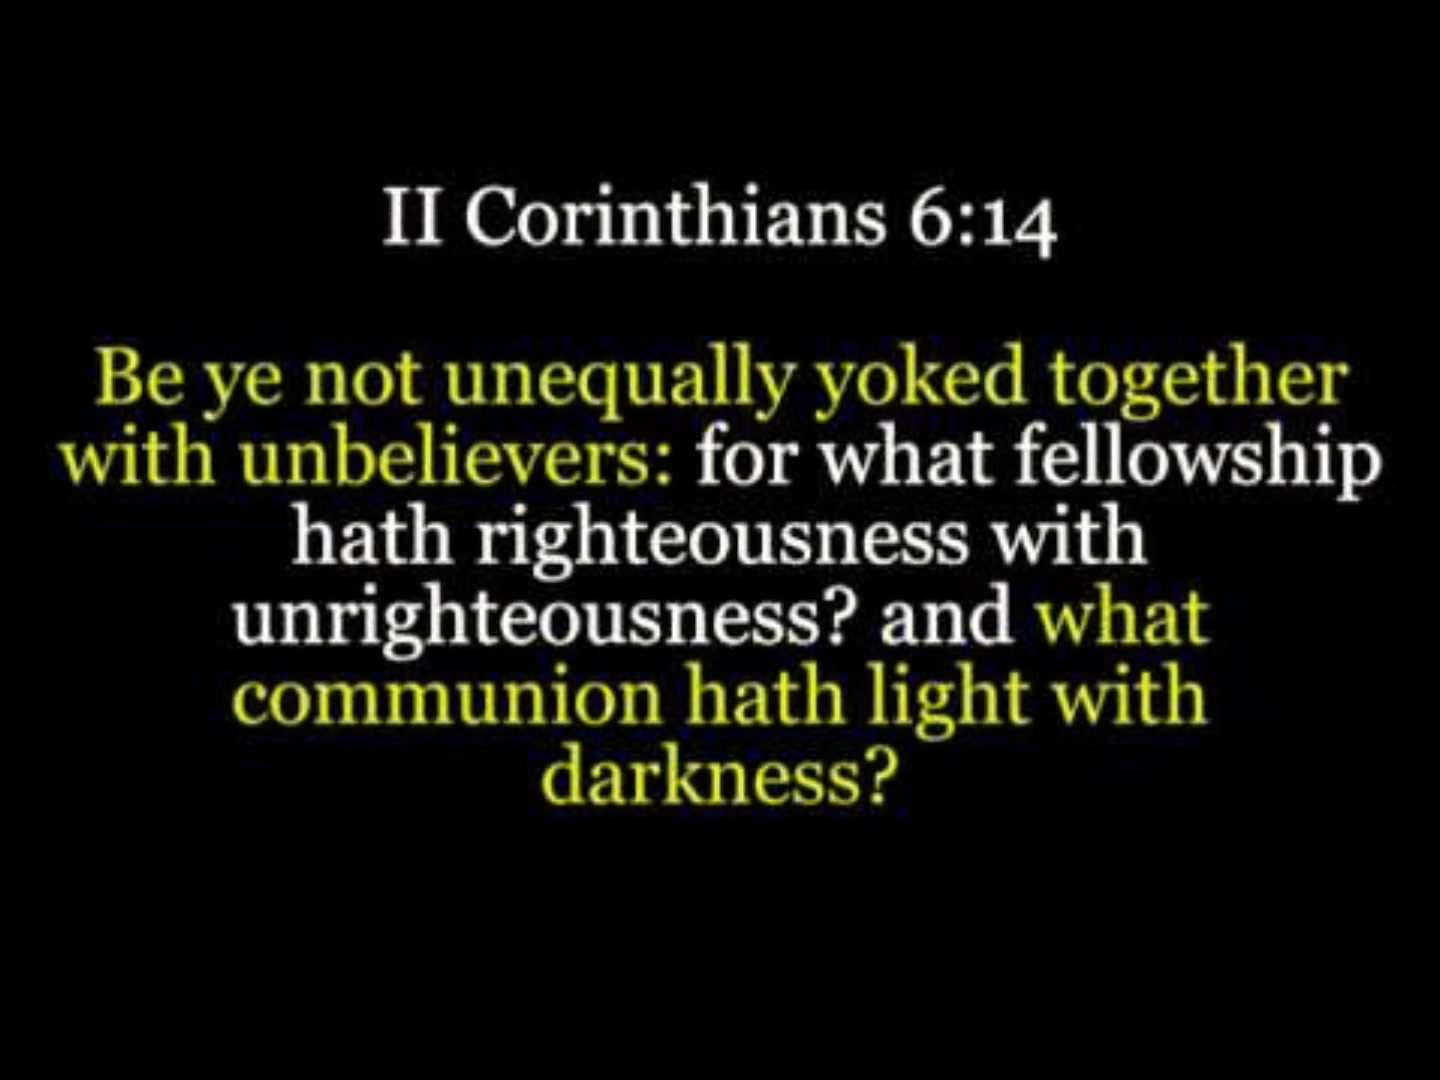 II Corinthians 6:14
Be ye not unequally yoked together
with unbelievers: for what fellowship
hath righteousness with
unrighteousness? and what
communion hath light with
darkness?